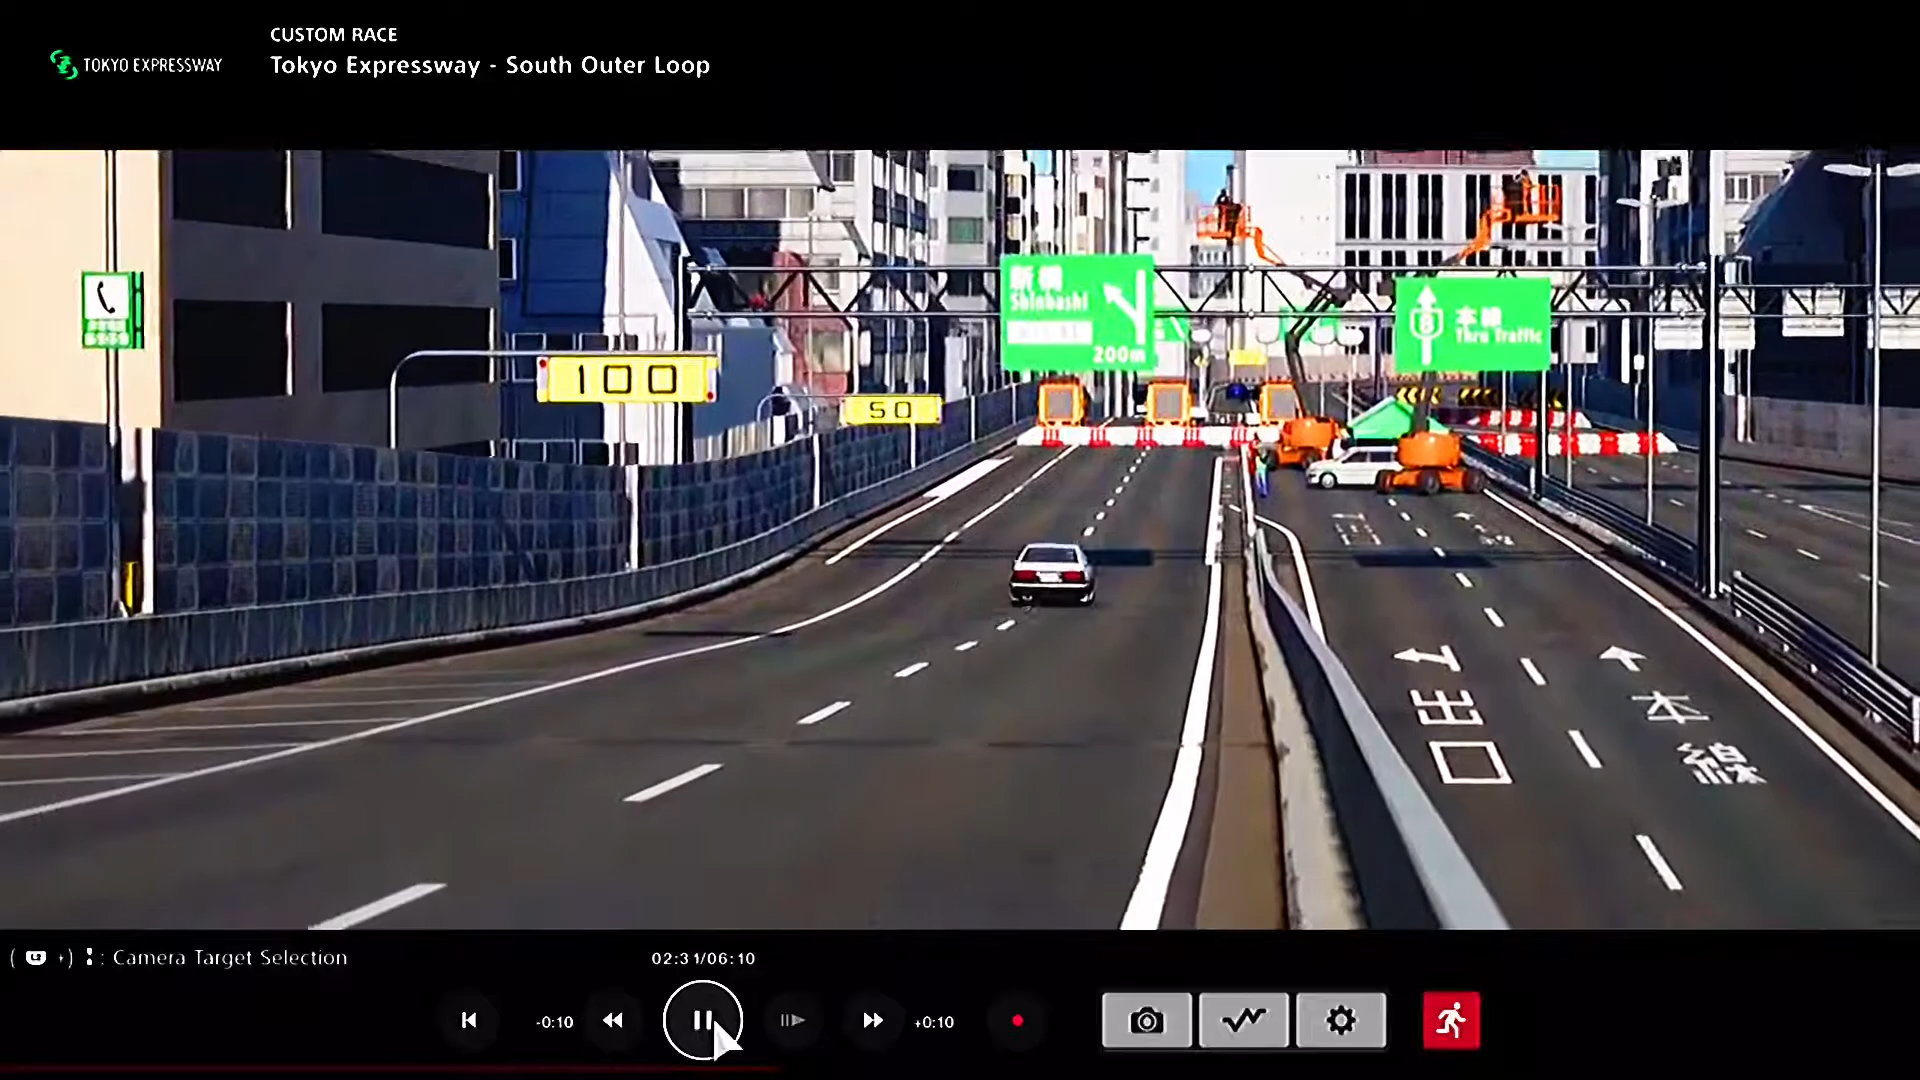 CUSTOM RACE
TOKYO EXPRESSWAY
Tokyo Expressway - South Outer Loop
新橋
Shinbashi
200m
8
本線
Thru Traffic
100
50
出口
本線
: Camera Target Selection
02:31/06:10
-0:10
+0:10